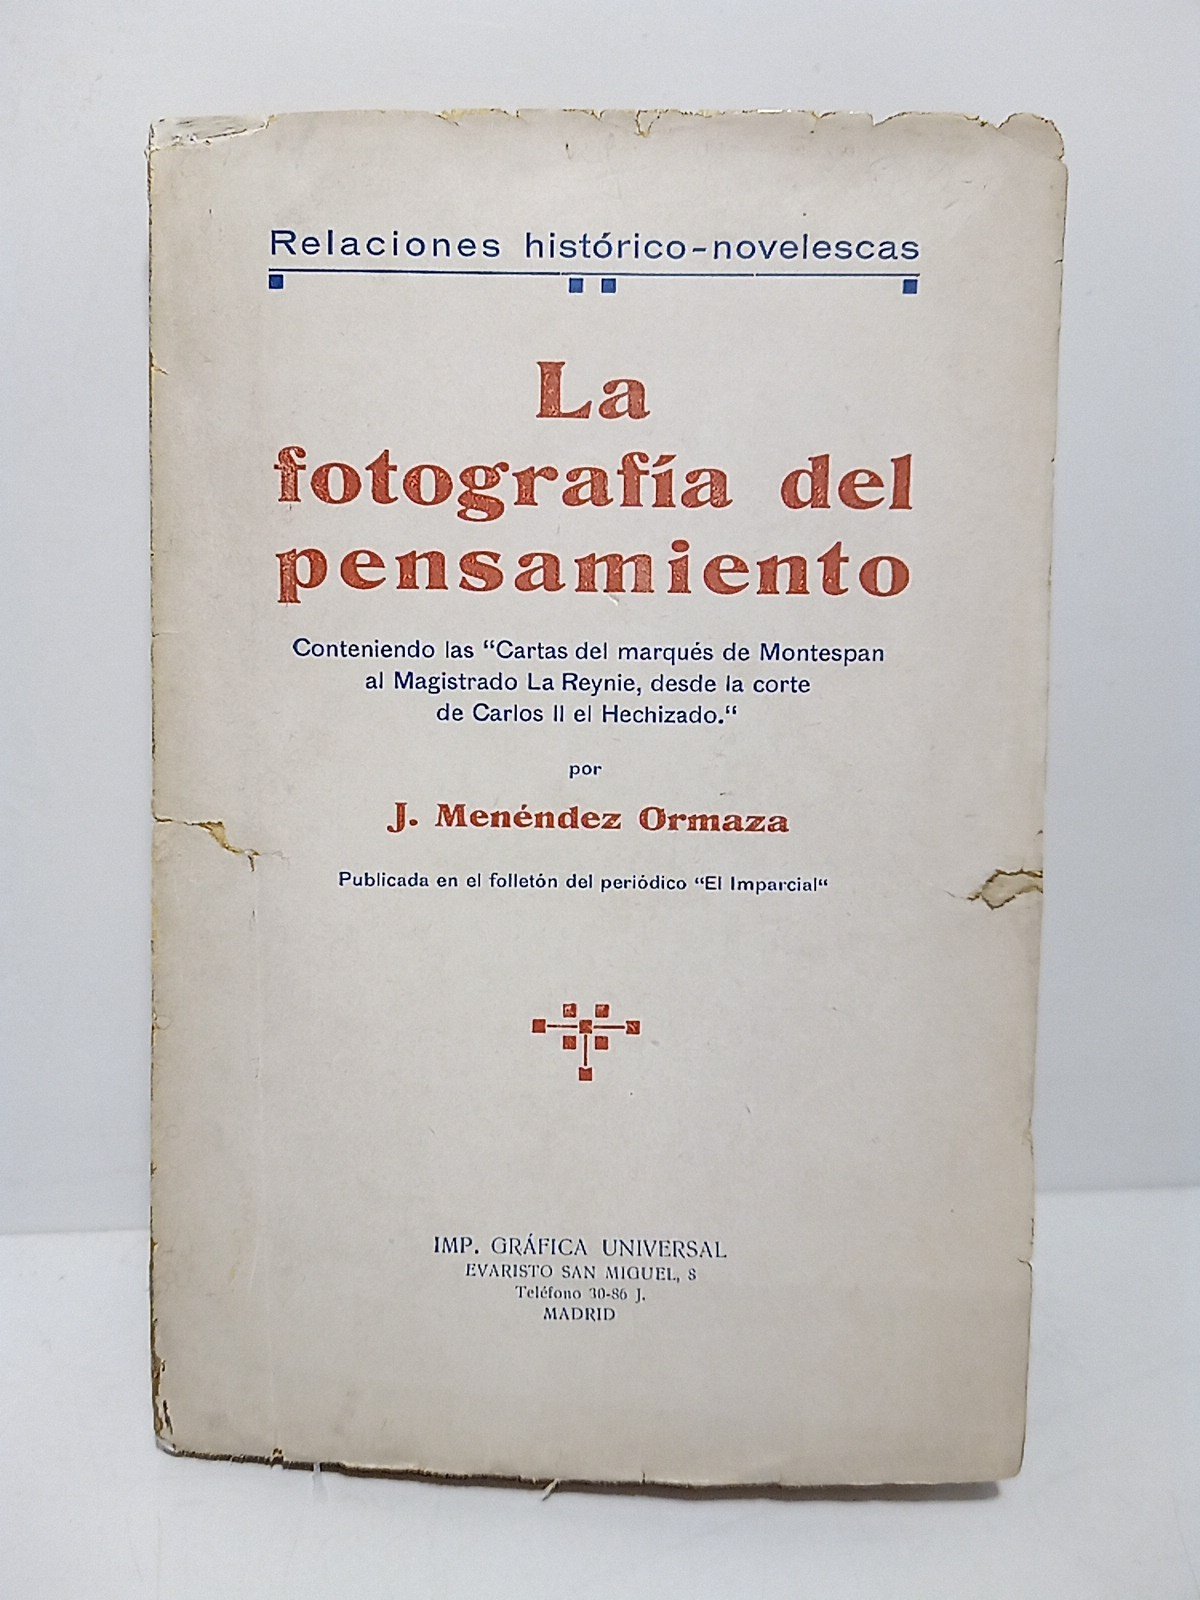 Relaciones histórico-novelescas
La
fotografía del
pensamiento
Conteniendo las “Cartas del marqués de Montespan
al Magistrado La Reynie, desde la corte
de Carlos II el Hechizado.“
por
J. Menéndez Ormaza
Publicada en el folletón del periódico “El Imparcial“
IMP. GRÁFICA UNIVERSAL
EVARISTO SAN MIGUEL, 8
Teléfono 30-86 J.
MADRID